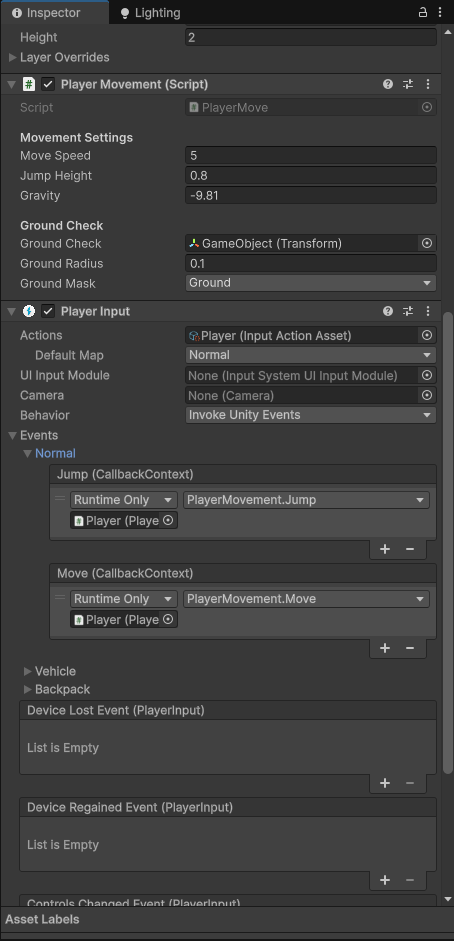 Inspector Lighting
Height 2
Layer Overrides
# Player Movement (Script)
Script # PlayerMove
Movement Settings
Move Speed 5
Jump Height 0.8
Gravity -9.81
Ground Check
Ground Check GameObject (Transform)
Ground Radius 0.1
Ground Mask Ground
Player Input
Actions Player (Input Action Asset)
Default Map Normal
UI Input Module None (Input System UI Input Module)
Camera None (Camera)
Behavior Invoke Unity Events
Events
Normal
Jump (CallbackContext)
Runtime Only PlayerMovement.Jump
# Player (Playe
+ −
Move (CallbackContext)
Runtime Only PlayerMovement.Move
# Player (Playe
+ −
Vehicle
Backpack
Device Lost Event (PlayerInput)
List is Empty
+ −
Device Regained Event (PlayerInput)
List is Empty
+ −
Controls Changed Event (PlayerInput)
Asset Labels